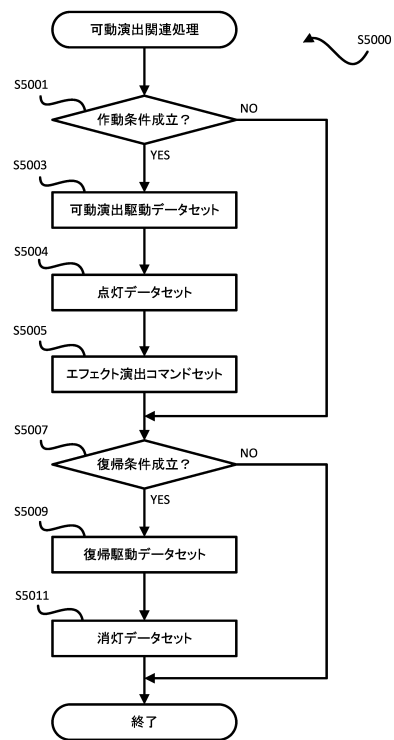 可動演出関連処理
S5000
S5001
作動条件成立？
NO
YES
S5003
可動演出駆動データセット
S5004
点灯データセット
S5005
エフェクト演出コマンドセット
S5007
復帰条件成立？
NO
YES
S5009
復帰駆動データセット
S5011
消灯データセット
終了